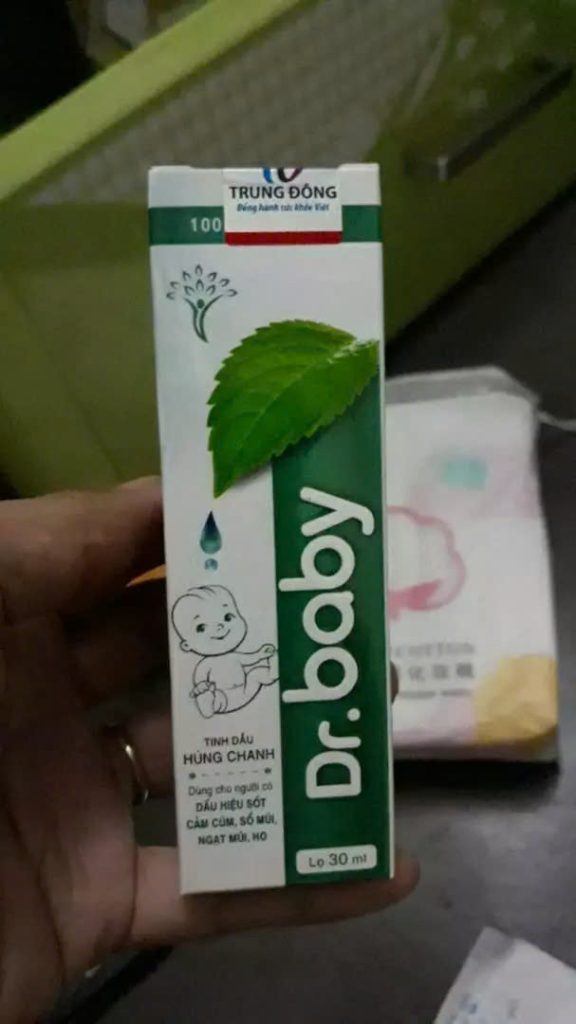 TRUNG ĐÔNG
Đồng hành sức khỏe Việt
100
Dr. baby
TINH DẦU
HÚNG CHANH
Dùng cho người có
DẤU HIỆU SỐT
CẢM CÚM, SỔ MŨI,
NGẠT MŨI, HO
Lọ 30 ml